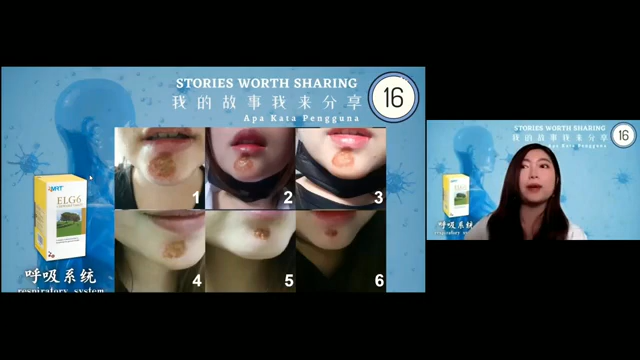 STORIES WORTH SHARING
我的故事我来分享
Apa Kata Pengguna
16
1
2
3
4
5
6
ELG6
呼吸系统
respiratory system
STORIES WORTH SHARING
我的故事我来分享
Apa Kata Pengguna
16
ELG6
呼吸系统